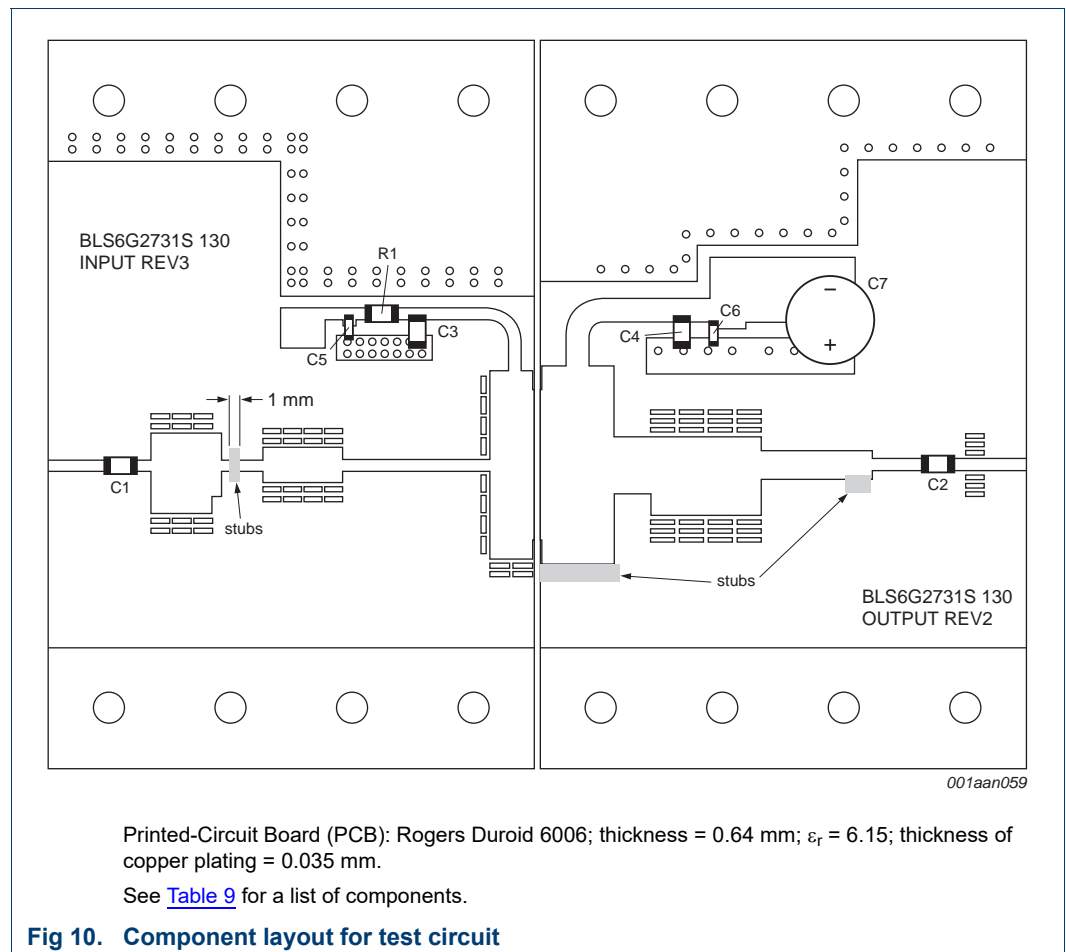 BLS6G2731S 130
INPUT REV3
R1
C5
C3
1 mm
C1
stubs
C7
−
+
C6
C4
C2
stubs
BLS6G2731S 130
OUTPUT REV2
001aan059
Printed-Circuit Board (PCB): Rogers Duroid 6006; thickness = 0.64 mm; εr = 6.15; thickness of
copper plating = 0.035 mm.
See Table 9 for a list of components.
Fig 10. Component layout for test circuit